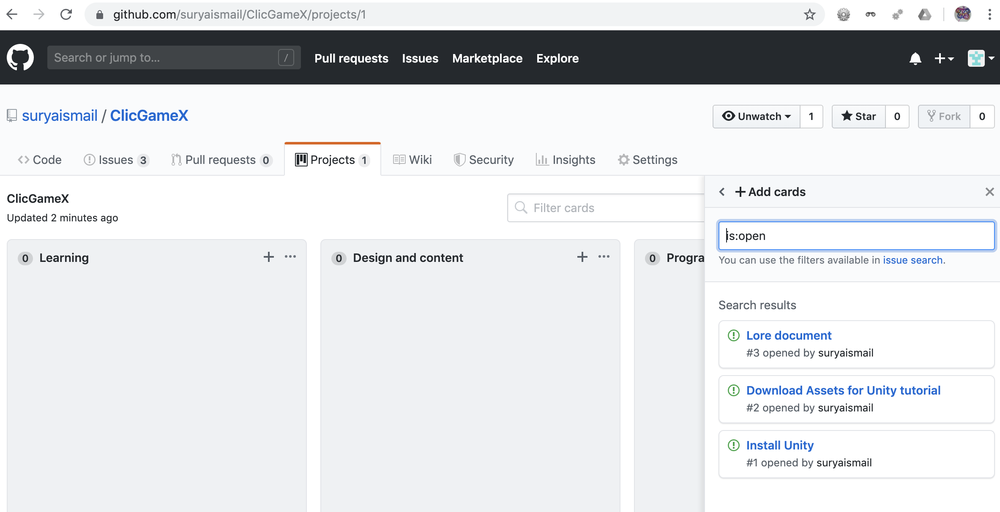 github.com/suryaismail/ClicGameX/projects/1
Search or jump to... /
Pull requests Issues Marketplace Explore
suryaismail / ClicGameX
Unwatch 1 Star 0 Fork 0
Code Issues 3 Pull requests 0 Projects 1 Wiki Security Insights Settings
ClicGameX
Updated 2 minutes ago
Filter cards
0 Learning
0 Design and content
0 Progra
Add cards
is:open
You can use the filters available in issue search.
Search results
Lore document
#3 opened by suryaismail
Download Assets for Unity tutorial
#2 opened by suryaismail
Install Unity
#1 opened by suryaismail